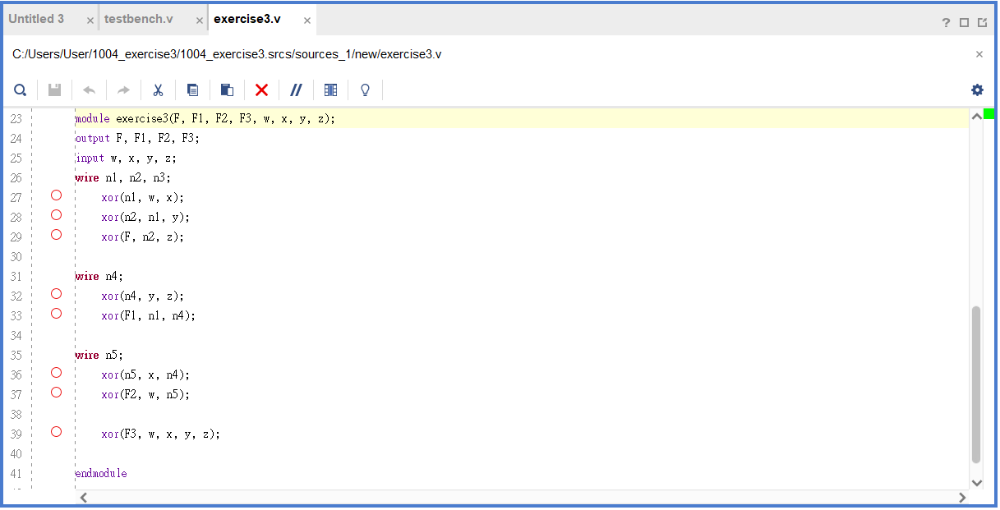 Untitled 3 × testbench.v × exercise3.v × ?
C:/Users/User/1004_exercise3/1004_exercise3.srcs/sources_1/new/exercise3.v ×
23 module exercise3(F, F1, F2, F3, w, x, y, z);
24 output F, F1, F2, F3;
25 input w, x, y, z;
26 wire n1, n2, n3;
27 xor(n1, w, x);
28 xor(n2, n1, y);
29 xor(F, n2, z);
30
31 wire n4;
32 xor(n4, y, z);
33 xor(F1, n1, n4);
34
35 wire n5;
36 xor(n5, x, n4);
37 xor(F2, w, n5);
38
39 xor(F3, w, x, y, z);
40
41 endmodule